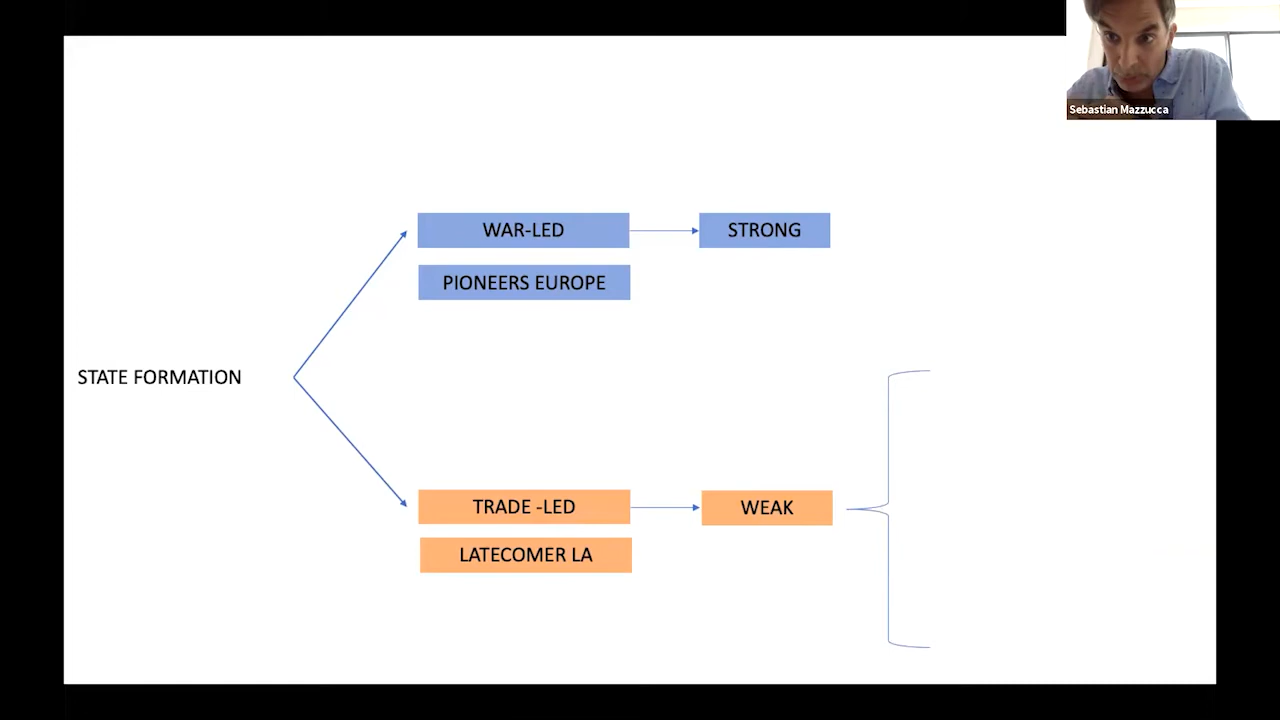 Sebastian Mazzucca
WAR-LED
STRONG
PIONEERS EUROPE
STATE FORMATION
TRADE -LED
WEAK
LATECOMER LA